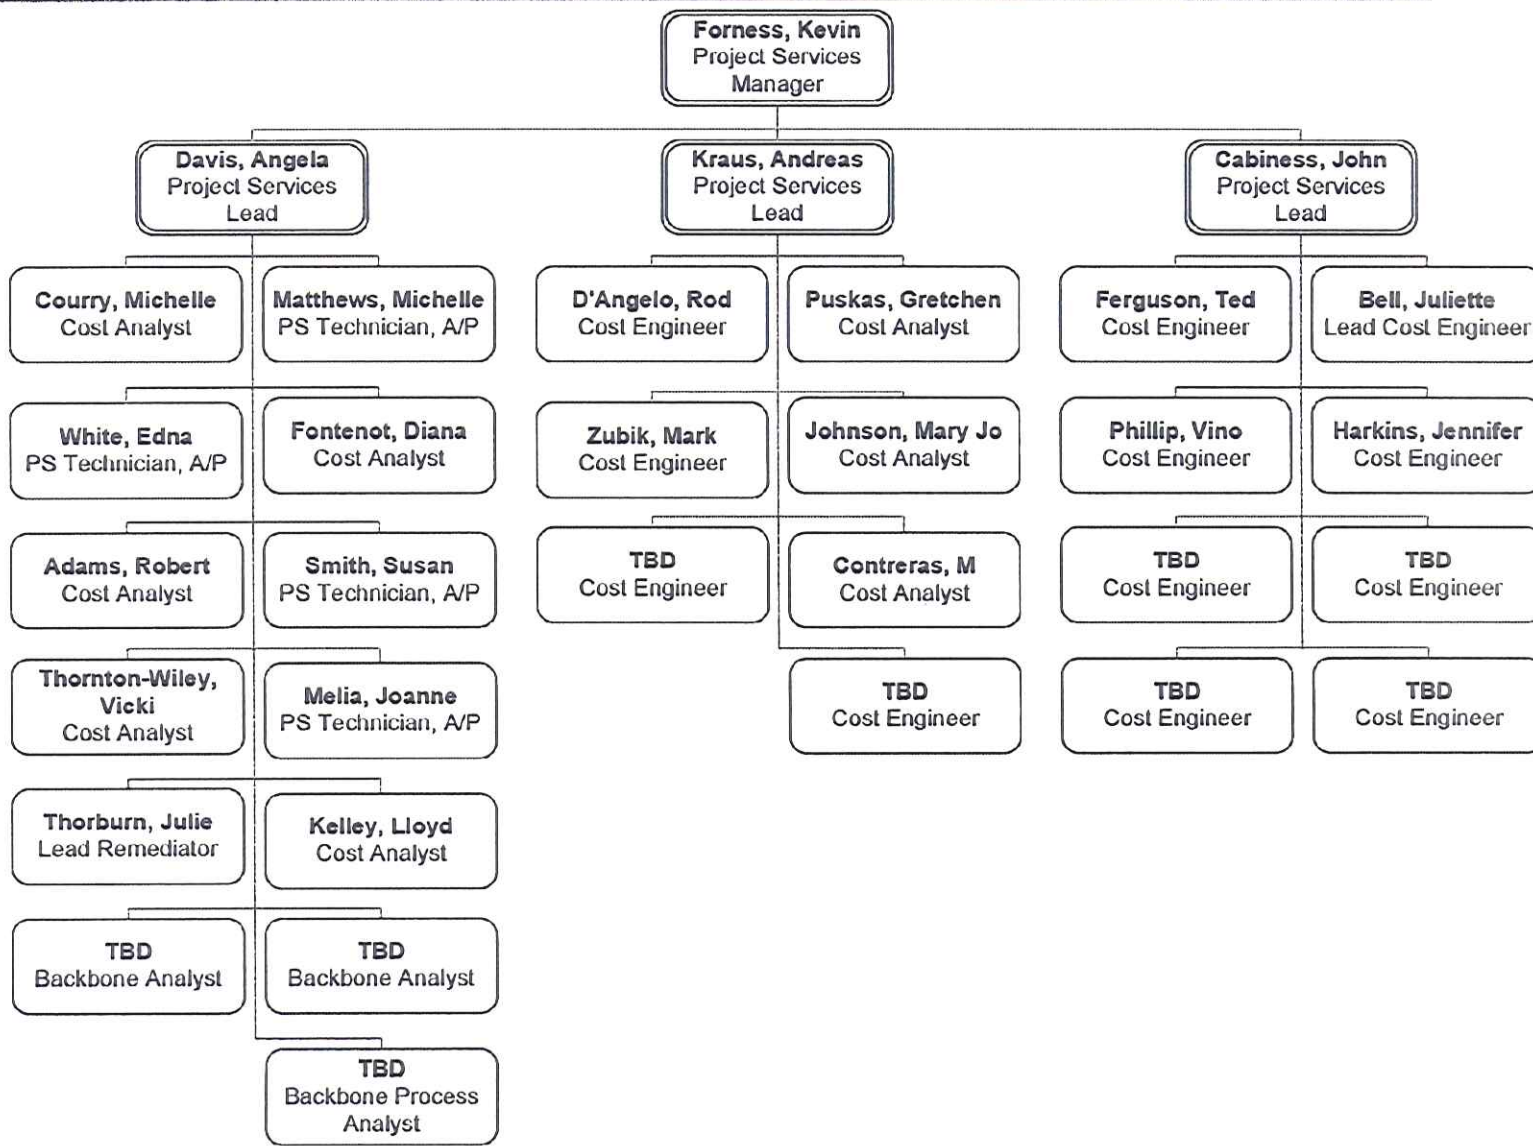 Forness, Kevin
Project Services
Manager
Davis, Angela
Project Services
Lead
Kraus, Andreas
Project Services
Lead
Cabiness, John
Project Services
Lead
Courry, Michelle
Cost Analyst
Matthews, Michelle
PS Technician, A/P
D'Angelo, Rod
Cost Engineer
Puskas, Gretchen
Cost Analyst
Ferguson, Ted
Cost Engineer
Bell, Juliette
Lead Cost Engineer
White, Edna
PS Technician, A/P
Fontenot, Diana
Cost Analyst
Zubik, Mark
Cost Engineer
Johnson, Mary Jo
Cost Analyst
Phillip, Vino
Cost Engineer
Harkins, Jennifer
Cost Engineer
Adams, Robert
Cost Analyst
Smith, Susan
PS Technician, A/P
TBD
Cost Engineer
Contreras, M
Cost Analyst
TBD
Cost Engineer
TBD
Cost Engineer
Thornton-Wiley,
Vicki
Cost Analyst
Melia, Joanne
PS Technician, A/P
TBD
Cost Engineer
TBD
Cost Engineer
TBD
Cost Engineer
Thorburn, Julie
Lead Remediator
Kelley, Lloyd
Cost Analyst
TBD
Backbone Analyst
TBD
Backbone Analyst
TBD
Backbone Process
Analyst